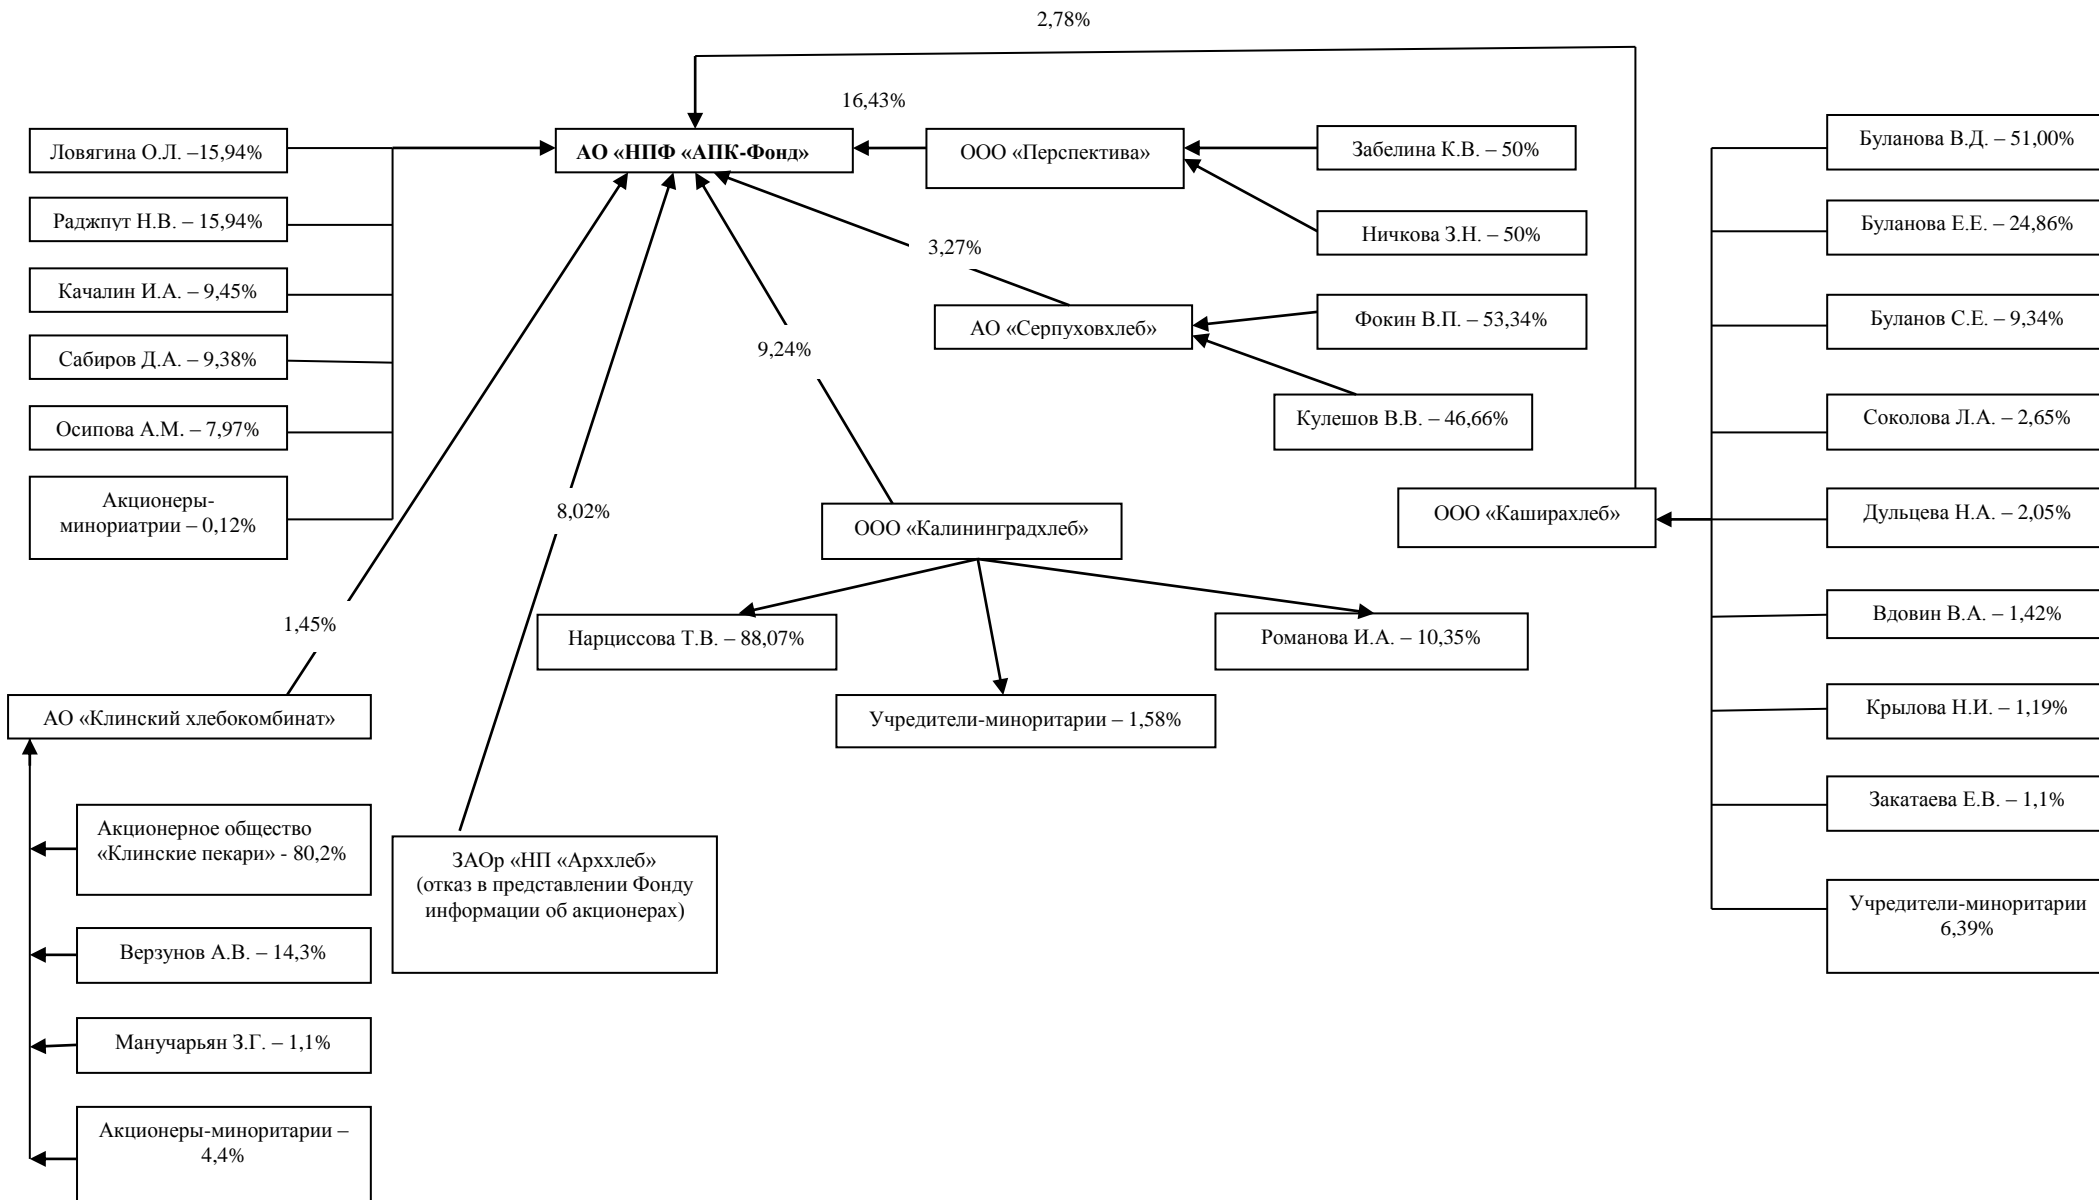 2,78%
16,43%
Ловягина О.Л. –15,94%
АО «НПФ «АПК-Фонд»
ООО «Перспектива»
Забелина К.В. – 50%
Буланова В.Д. – 51,00%
Раджпут Н.В. – 15,94%
Ничкова З.Н. – 50%
Буланова Е.Е. – 24,86%
3,27%
Качалин И.А. – 9,45%
АО «Серпуховхлеб»
Фокин В.П. – 53,34%
Буланов С.Е. – 9,34%
Сабиров Д.А. – 9,38%
9,24%
Осипова А.М. – 7,97%
Кулешов В.В. – 46,66%
Соколова Л.А. – 2,65%
Акционеры-
минориатрии – 0,12%
8,02%
ООО «Калининградхлеб»
ООО «Каширахлеб»
Дульцева Н.А. – 2,05%
1,45%
Нарциссова Т.В. – 88,07%
Романова И.А. – 10,35%
Вдовин В.А. – 1,42%
АО «Клинский хлебокомбинат»
Учредители-миноритарии – 1,58%
Крылова Н.И. – 1,19%
Закатаева Е.В. – 1,1%
Акционерное общество
«Клинские пекари» - 80,2%
ЗАОр «НП «Архxлеб»
(отказ в представлении Фонду
информации об акционерах)
Учредители-миноритарии
6,39%
Верзунов А.В. – 14,3%
Манучарьян З.Г. – 1,1%
Акционеры-миноритарии –
4,4%